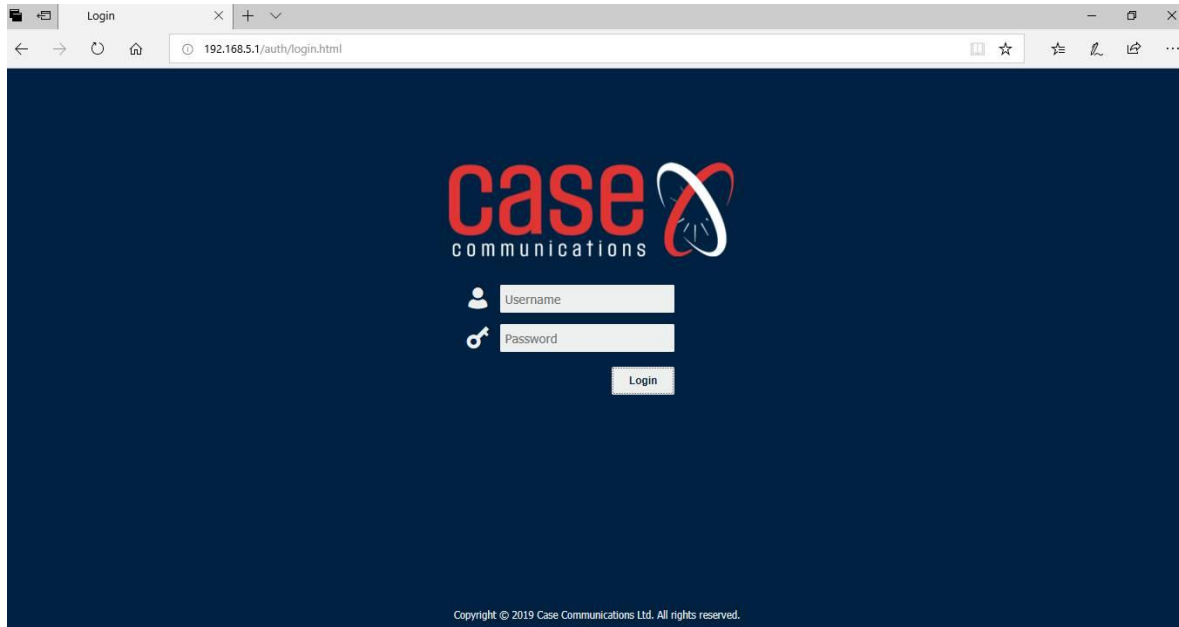 Login
192.168.5.1/auth/login.html
case
communications
Username
Password
Login
Copyright © 2019 Case Communications Ltd. All rights reserved.